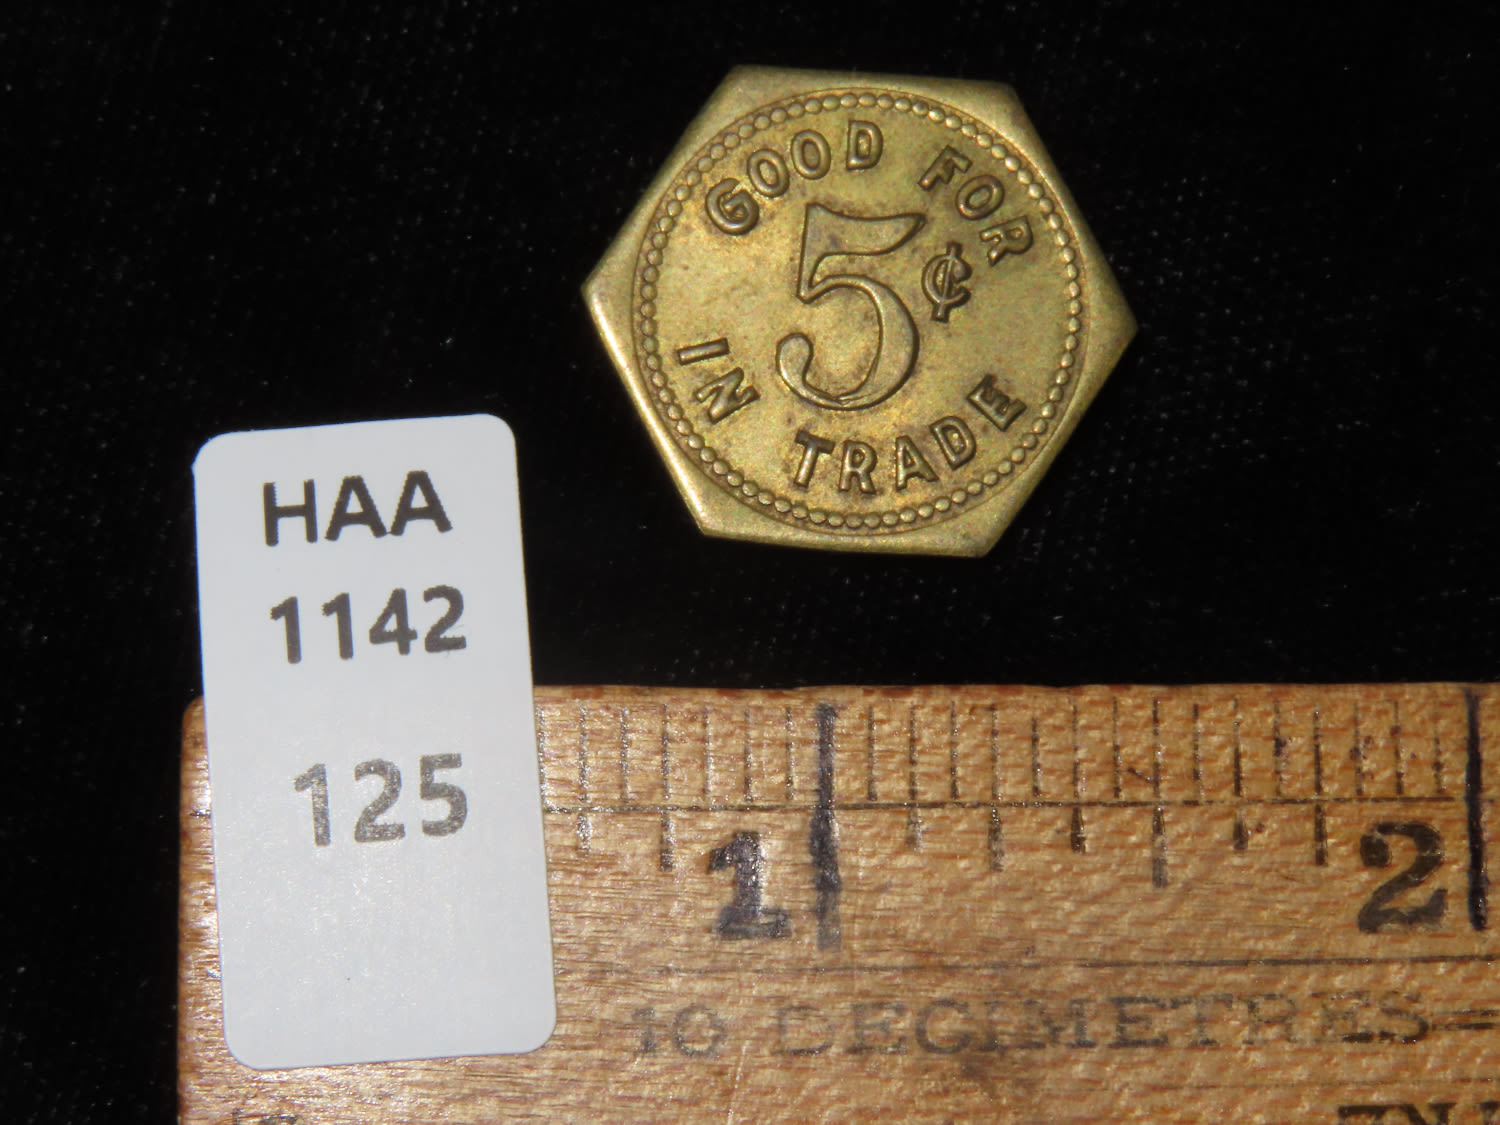 GOOD FOR
5¢
IN TRADE
HAA
1142
125
1 2
10 DECIMETRES